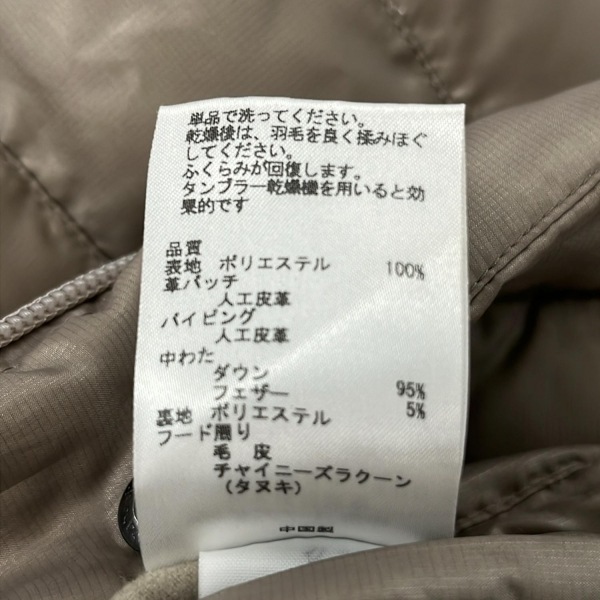 単品で洗ってください。
乾燥後は、羽毛を良く揉みほぐ
してください。
ふくらみが回復します。
タンブラー乾燥機を用いると効
果的です
品質
表地 ポリエステル 100%
革パッチ
人工皮革
パイピング
人工皮革
中わた
ダウン 95%
フェザー 5%
裏地 ポリエステル
フード周り
毛 皮
チャイニーズラクーン
(タヌキ)
中国製